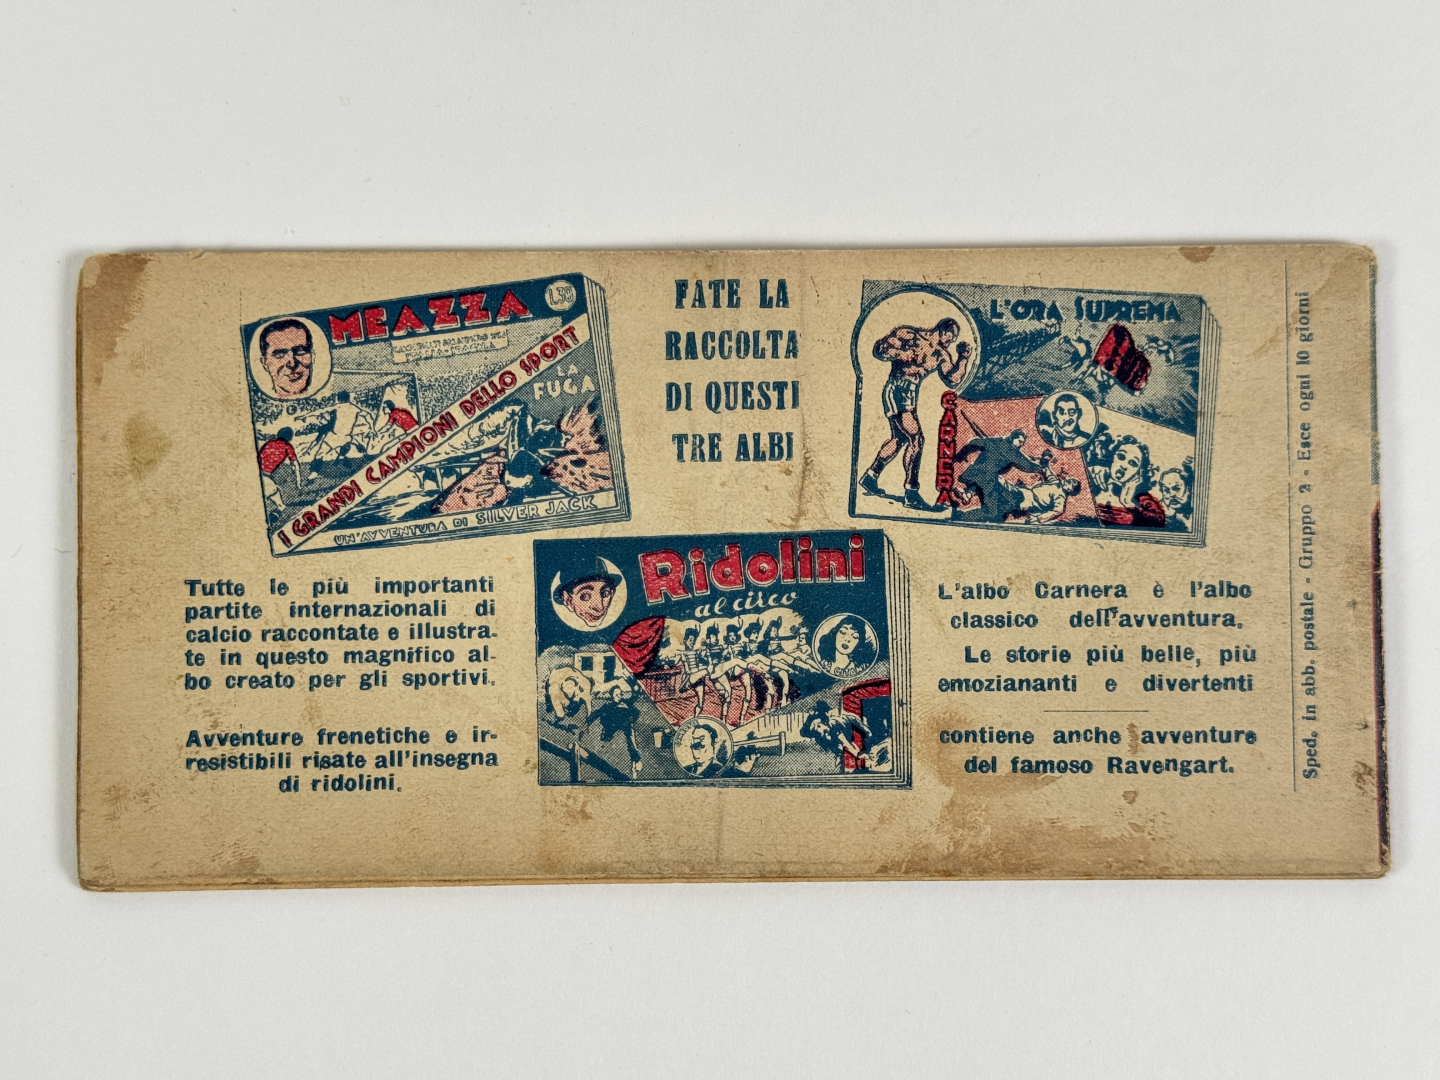 MEAZZA
L.30
I GRANDI CAMPIONI DELLO SPORT
LA
FUGA
UN'AVVENTURA DI SILVER JACK
FATE LA
RACCOLTA
DI QUESTI
TRE ALBI
L'ORA SUPREMA
CARNERA
Ridolini
al circo
Tutte le più importanti
partite internazionali di
calcio raccontate e illustra-
te in questo magnifico al-
bo creato per gli sportivi.
Avventure frenetiche e ir-
resistibili risate all'insegna
di ridolini.
L'albo Carnera è l'albo
classico dell'avventura.
Le storie più belle, più
emoziananti e divertenti
contiene anche avventure
del famoso Ravengart.
Sped. in abb. postale - Gruppo 2 - Esce ogni 10 giorni